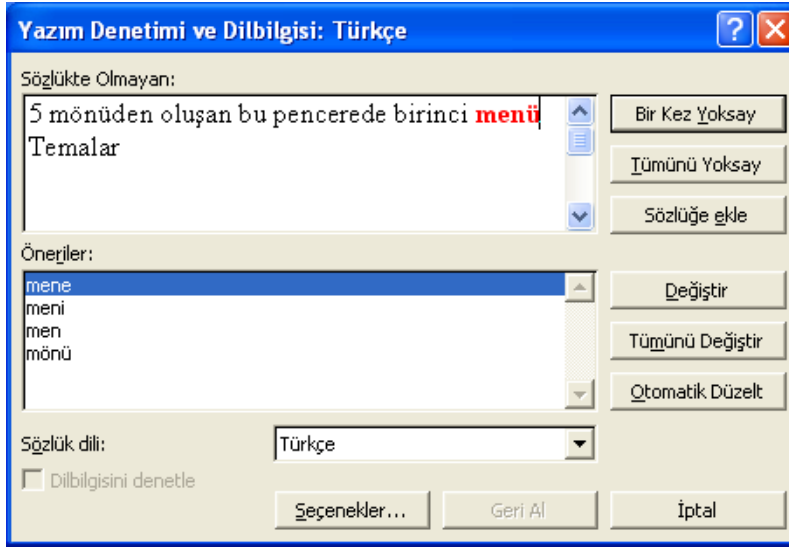 Yazım Denetimi ve Dilbilgisi: Türkçe
Sözlükte Olmayan:
5 mönüden oluşan bu pencerede birinci menü
Temalar
Bir Kez Yoksay
Tümünü Yoksay
Sözlüğe ekle
Öneriler:
mene
meni
men
mönü
Değiştir
Tümünü Değiştir
Otomatik Düzelt
Sözlük dili:
Türkçe
Dilbilgisini denetle
Seçenekler...
Geri Al
İptal